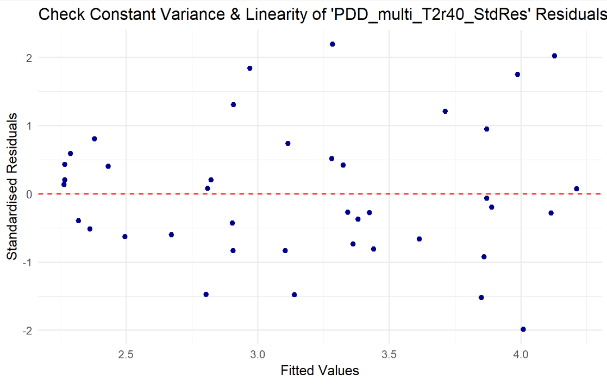 Check Constant Variance & Linearity of 'PDD_multi_T2r40_StdRes' Residuals
Standardised Residuals
2
1
0
-1
-2
2.5 3.0 3.5 4.0
Fitted Values